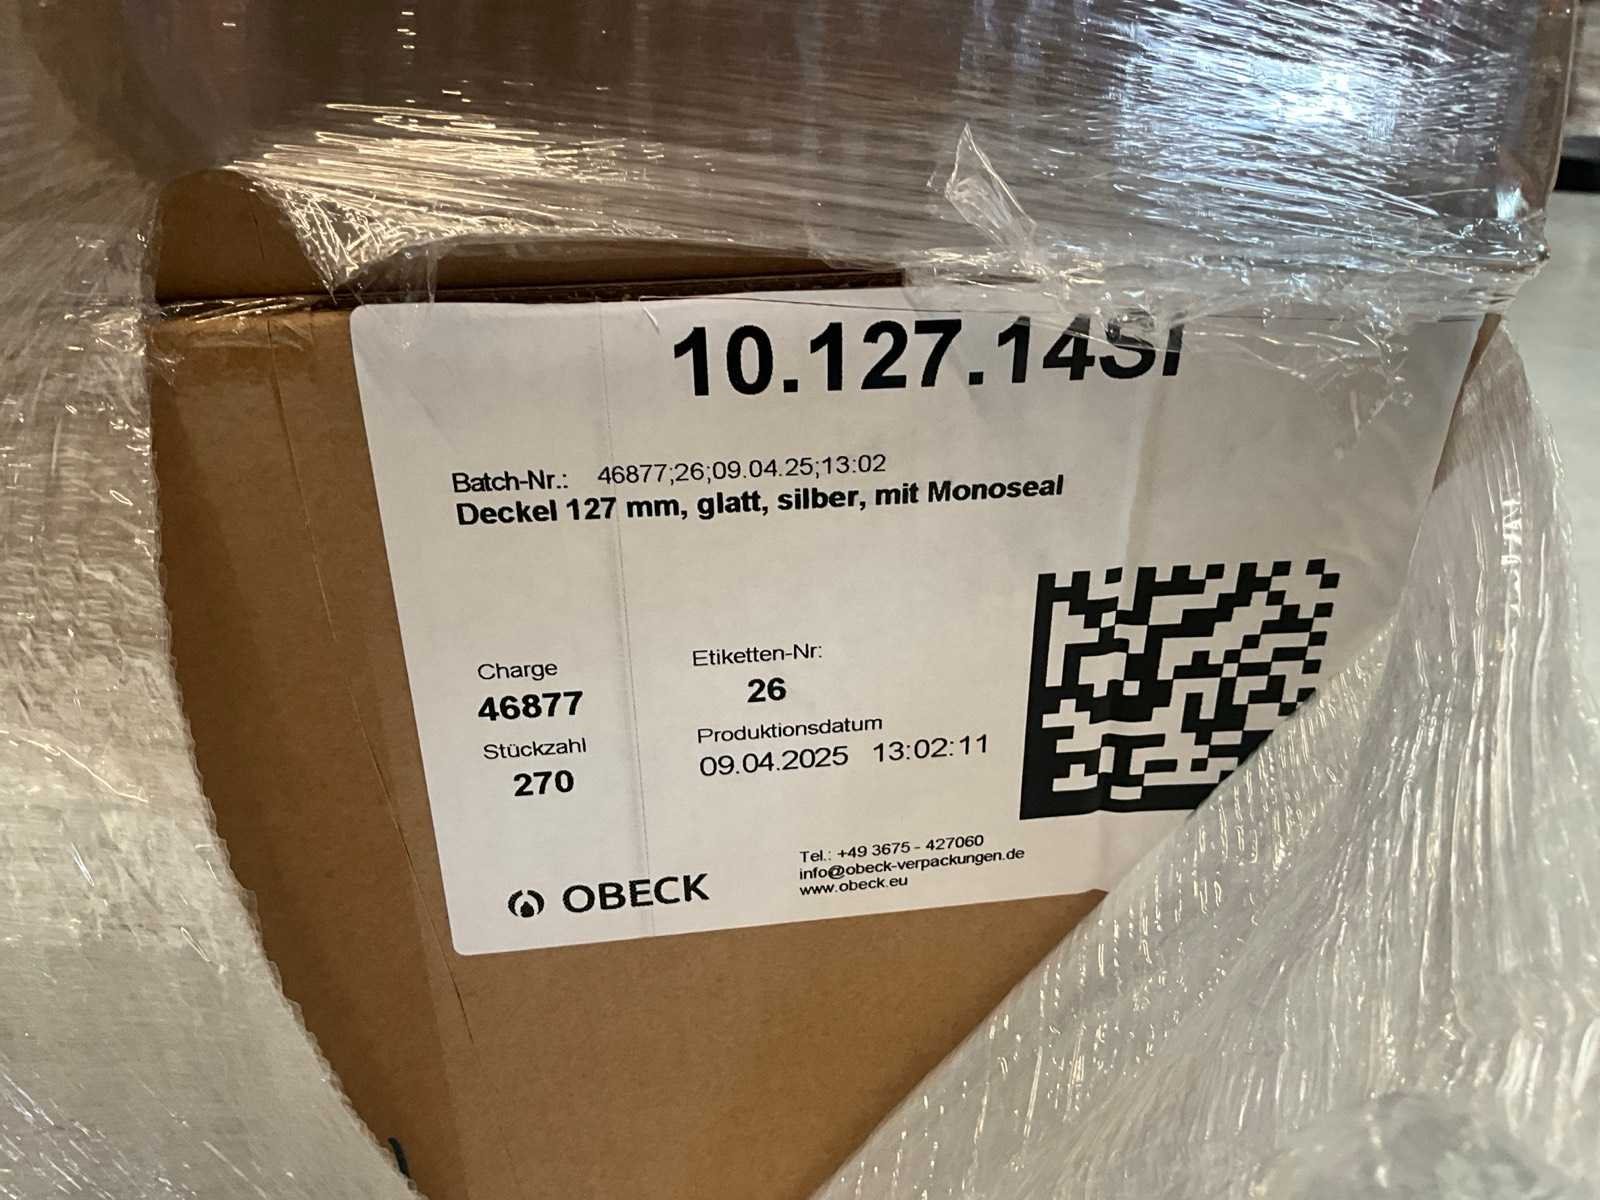 10.127.14SI
Batch-Nr.: 46877;26;09.04.25;13:02
Deckel 127 mm, glatt, silber, mit Monoseal
Charge
46877
Stückzahl
270
Etiketten-Nr:
26
Produktionsdatum
09.04.2025 13:02:11
OBECK
Tel.: +49 3675 - 427060
info@obeck-verpackungen.de
www.obeck.eu